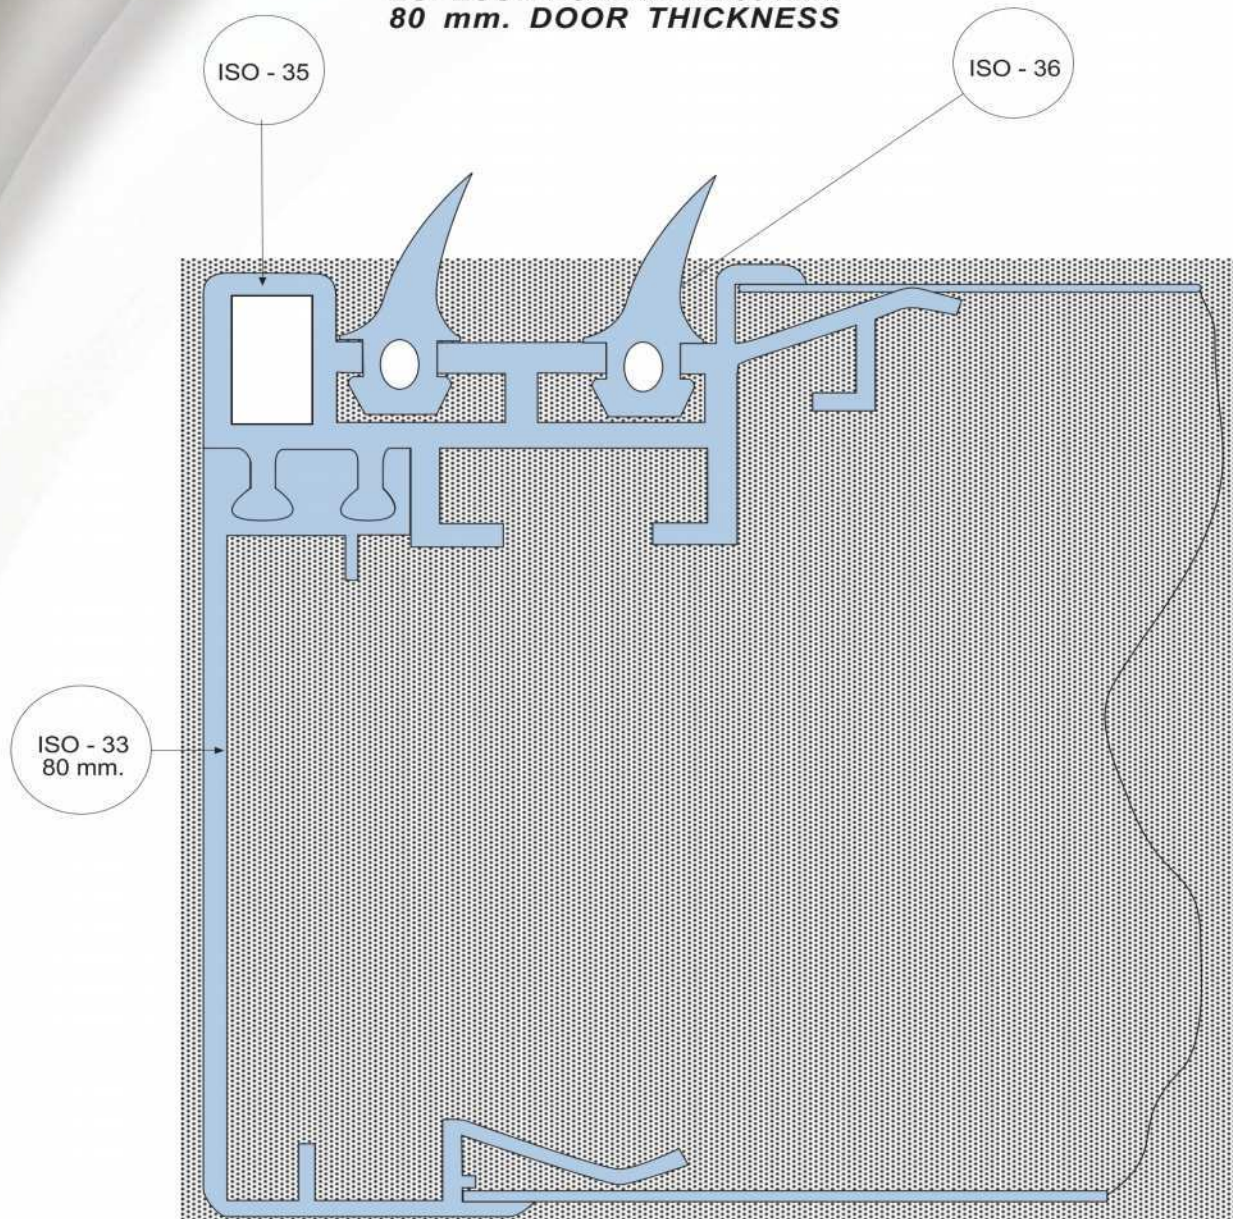 80 mm. DOOR THICKNESS
ISO - 35
ISO - 36
ISO - 33
80 mm.